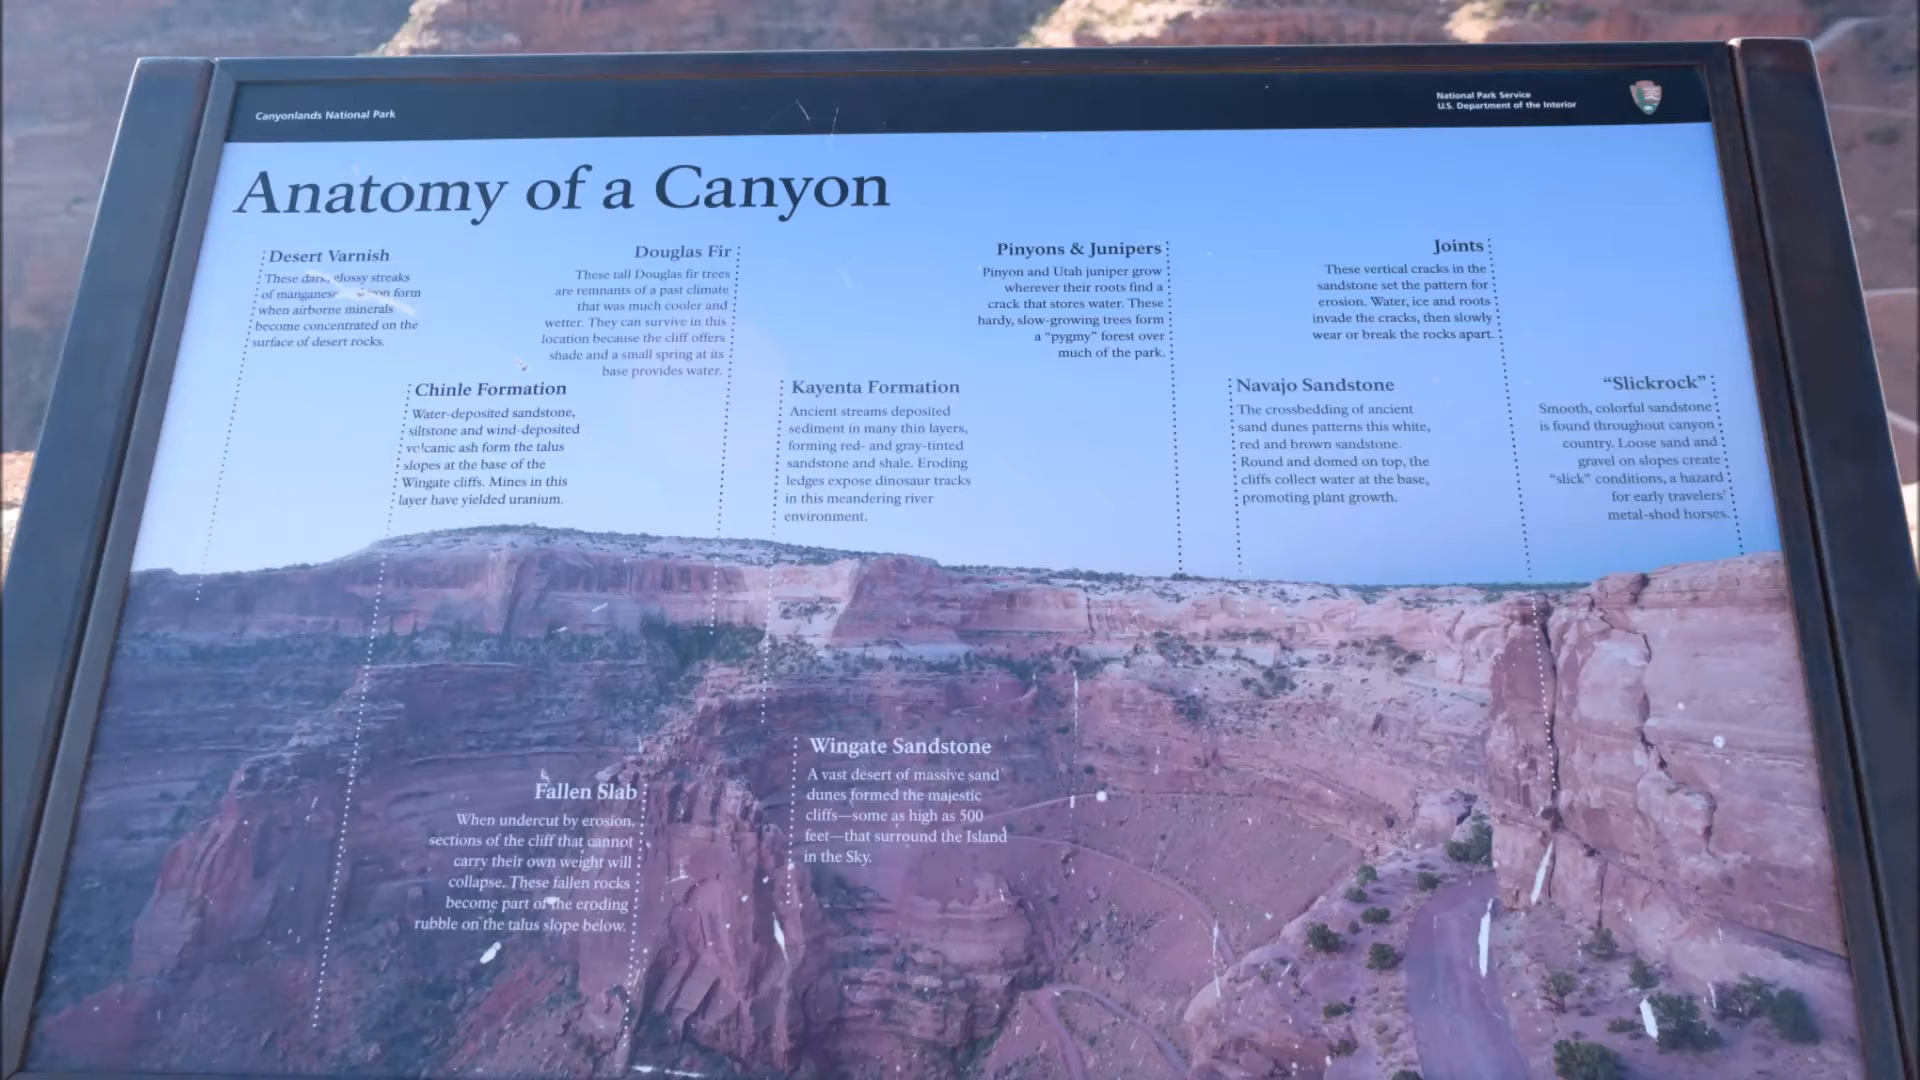 Canyonlands National Park
National Park Service
U.S. Department of the Interior
Anatomy of a Canyon
Desert Varnish
These dark, glossy streaks
of manganese iron form
when airborne minerals
become concentrated on the
surface of desert rocks.
Douglas Fir
These tall Douglas fir trees
are remnants of a past climate
that was much cooler and
wetter. They can survive in this
location because the cliff offers
shade and a small spring at its
base provides water.
Pinyons & Junipers
Pinyon and Utah juniper grow
wherever their roots find a
crack that stores water. These
hardy, slow-growing trees form
a “pygmy” forest over
much of the park.
Joints
These vertical cracks in the
sandstone set the pattern for
erosion. Water, ice and roots
invade the cracks, then slowly
wear or break the rocks apart.
Chinle Formation
Water-deposited sandstone,
siltstone and wind-deposited
volcanic ash form the talus
slopes at the base of the
Wingate cliffs. Mines in this
layer have yielded uranium.
Kayenta Formation
Ancient streams deposited
sediment in many thin layers,
forming red- and gray-tinted
sandstone and shale. Eroding
ledges expose dinosaur tracks
in this meandering river
environment.
Navajo Sandstone
The crossbedding of ancient
sand dunes patterns this white,
red and brown sandstone.
Round and domed on top, the
cliffs collect water at the base,
promoting plant growth.
“Slickrock”
Smooth, colorful sandstone
is found throughout canyon
country. Loose sand and
gravel on slopes create
“slick” conditions, a hazard
for early travelers’
metal-shod horses.
Wingate Sandstone
A vast desert of massive sand
dunes formed the majestic
cliffs—some as high as 500
feet—that surround the Island
in the Sky.
Fallen Slab
When undercut by erosion,
sections of the cliff that cannot
carry their own weight will
collapse. These fallen rocks
become part of the eroding
rubble on the talus slope below.